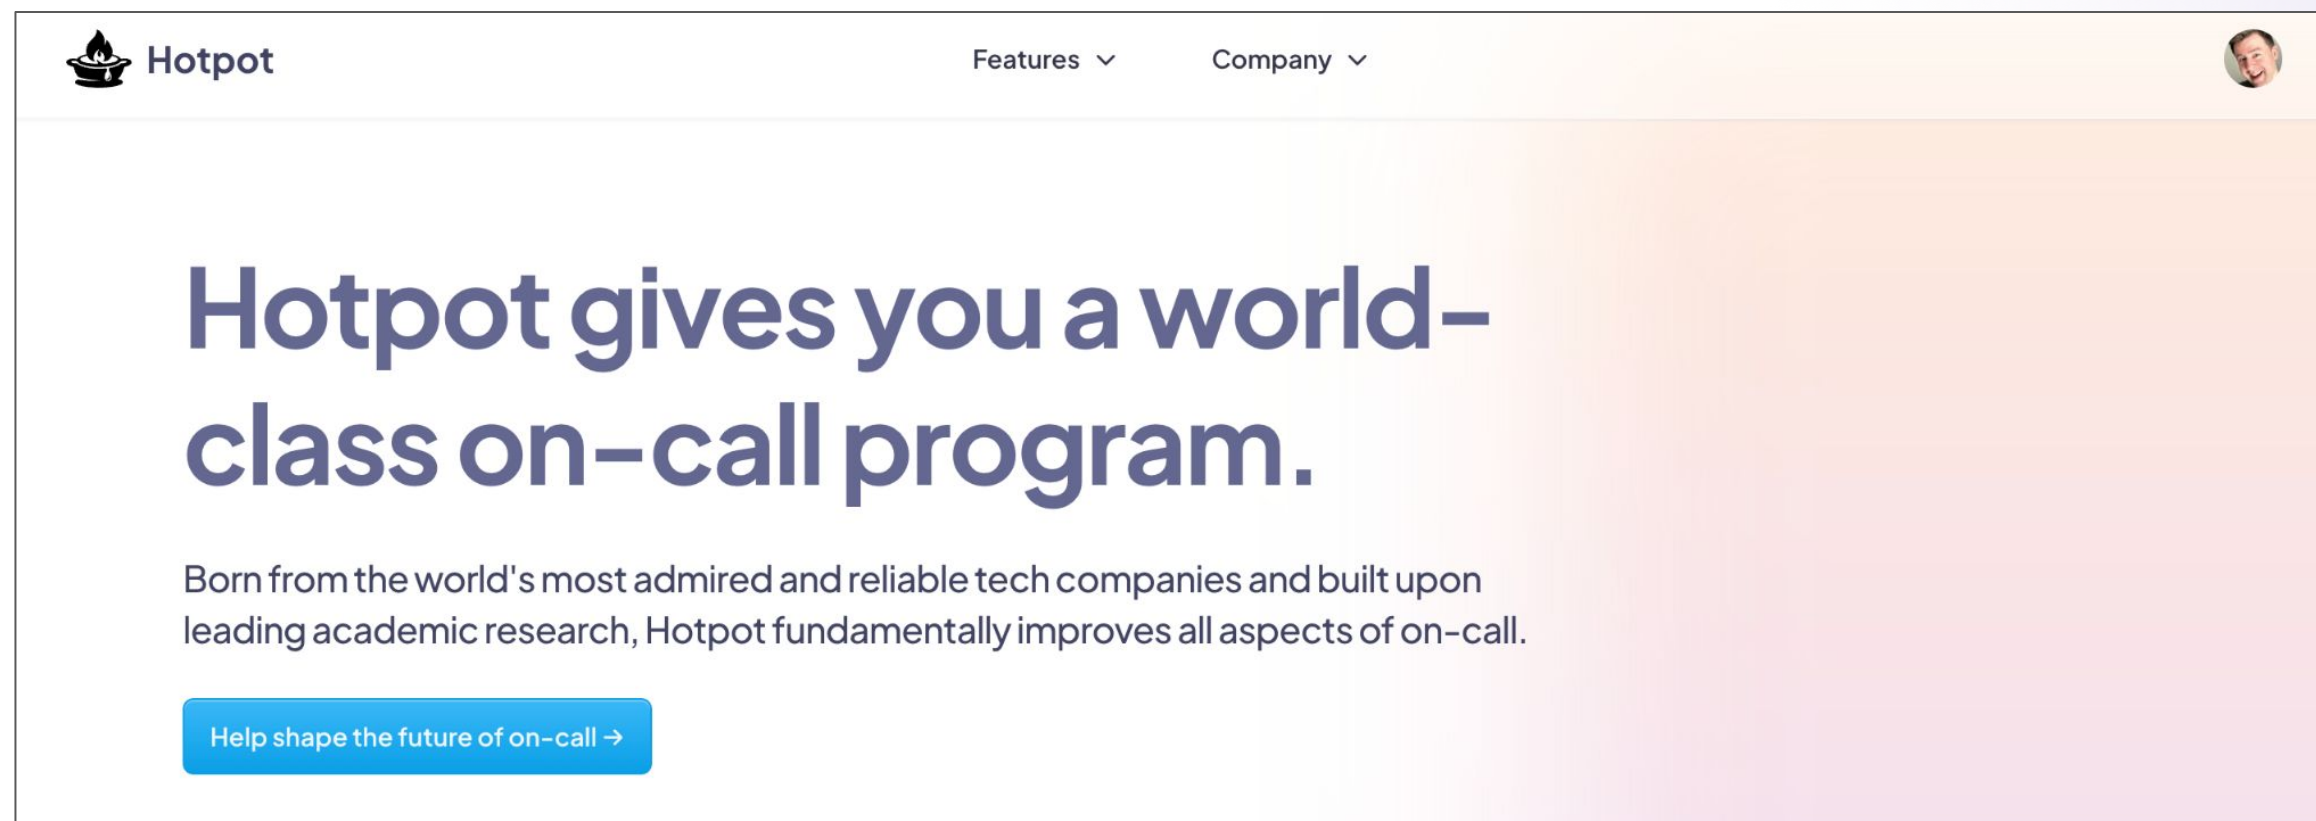 Hotpot
Features
Company
Hotpot gives you a world-
class on-call program.
Born from the world's most admired and reliable tech companies and built upon
leading academic research, Hotpot fundamentally improves all aspects of on-call.
Help shape the future of on-call →